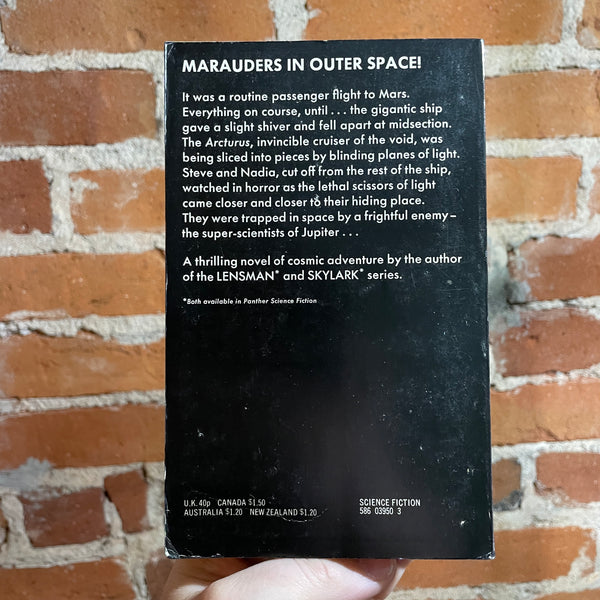 MARAUDERS IN OUTER SPACE!
It was a routine passenger flight to Mars.
Everything on course, until . . . the gigantic ship
gave a slight shiver and fell apart at midsection.
The Arcturus, invincible cruiser of the void, was
being sliced into pieces by blinding planes of light.
Steve and Nadia, cut off from the rest of the ship,
watched in horror as the lethal scissors of light
came closer and closer to their hiding place.
They were trapped in space by a frightful enemy –
the super-scientists of Jupiter . . .
A thrilling novel of cosmic adventure by the author
of the LENSMAN* and SKYLARK* series.
*Both available in Panther Science Fiction
U.K. 40p CANADA $1.50
AUSTRALIA $1.20 NEW ZEALAND $1.20
SCIENCE FICTION
586 03950 3